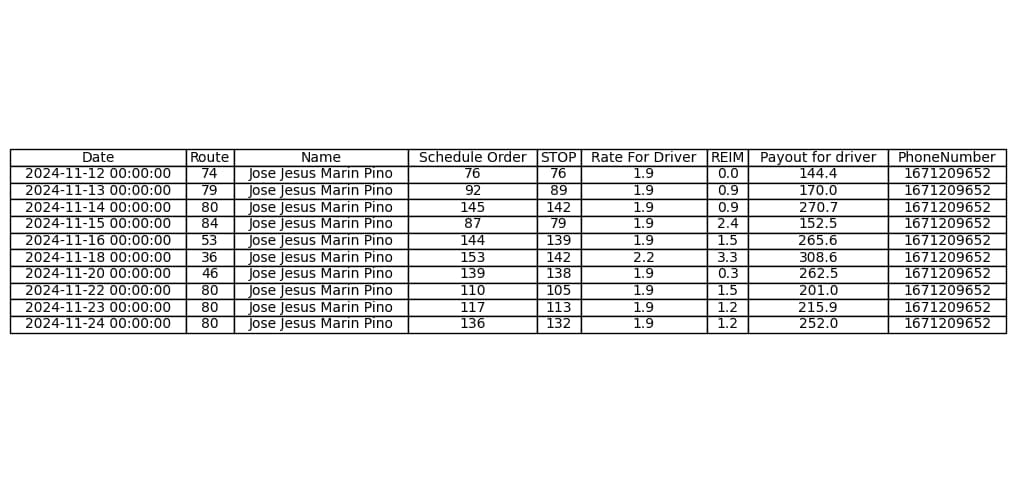 Date Route Name Schedule Order STOP Rate For Driver REIM Payout for driver PhoneNumber
2024-11-12 00:00:00 74 Jose Jesus Marin Pino 76 76 1.9 0.0 144.4 1671209652
2024-11-13 00:00:00 79 Jose Jesus Marin Pino 92 89 1.9 0.9 170.0 1671209652
2024-11-14 00:00:00 80 Jose Jesus Marin Pino 145 142 1.9 0.9 270.7 1671209652
2024-11-15 00:00:00 84 Jose Jesus Marin Pino 87 79 1.9 2.4 152.5 1671209652
2024-11-16 00:00:00 53 Jose Jesus Marin Pino 144 139 1.9 1.5 265.6 1671209652
2024-11-18 00:00:00 36 Jose Jesus Marin Pino 153 142 2.2 3.3 308.6 1671209652
2024-11-20 00:00:00 46 Jose Jesus Marin Pino 139 138 1.9 0.3 262.5 1671209652
2024-11-22 00:00:00 80 Jose Jesus Marin Pino 110 105 1.9 1.5 201.0 1671209652
2024-11-23 00:00:00 80 Jose Jesus Marin Pino 117 113 1.9 1.2 215.9 1671209652
2024-11-24 00:00:00 80 Jose Jesus Marin Pino 136 132 1.9 1.2 252.0 1671209652